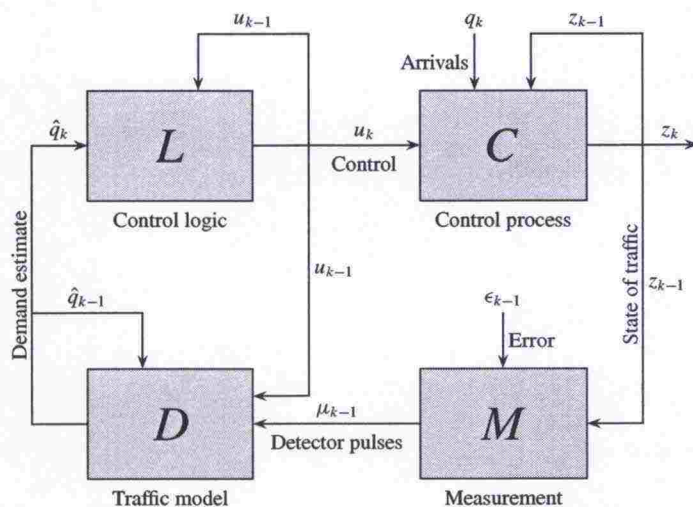 u_{k−1}
q_k
z_{k−1}
Arrivals
q̂_k
L
u_k
C
z_k
Control
Control logic
Control process
Demand estimate
u_{k−1}
State of traffic
z_{k−1}
q̂_{k−1}
ϵ_{k−1}
Error
D
μ_{k−1}
M
Detector pulses
Traffic model
Measurement